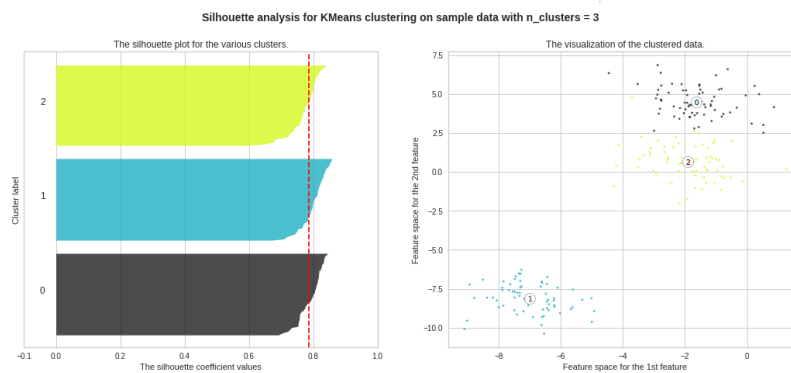 Silhouette analysis for KMeans clustering on sample data with n_clusters = 3
The silhouette plot for the various clusters.
Cluster label
2
1
0
-0.1 0.0 0.2 0.4 0.6 0.8 1.0
The silhouette coefficient values
The visualization of the clustered data.
Feature space for the 2nd feature
7.5
5.0
2.5
0.0
−2.5
−5.0
−7.5
−10.0
0
2
1
−8 −6 −4 −2 0
Feature space for the 1st feature